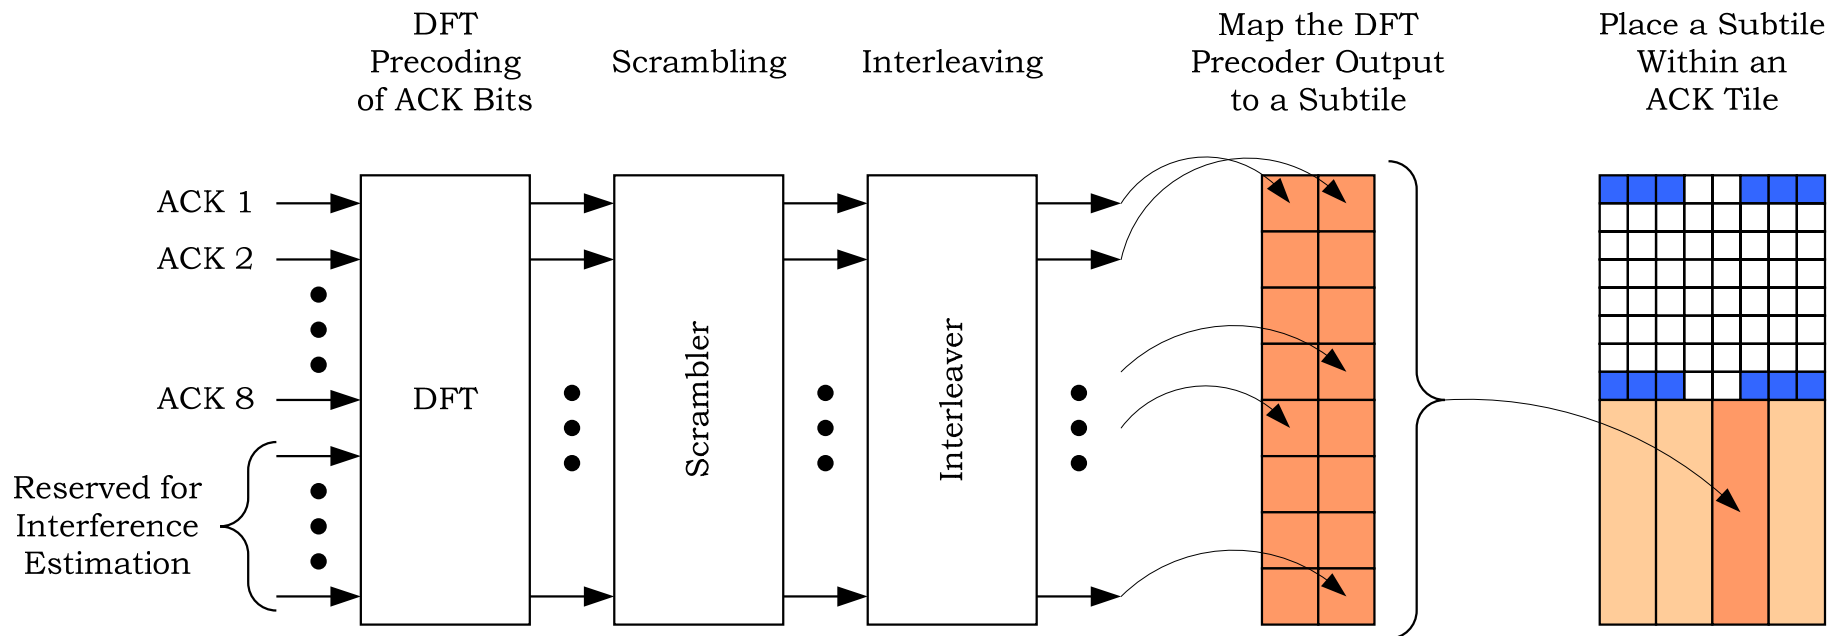 DFT
Precoding
of ACK Bits
Scrambling
Interleaving
Map the DFT
Precoder Output
to a Subtile
Place a Subtile
Within an
ACK Tile
ACK 1
ACK 2
ACK 8
Reserved for
Interference
Estimation
DFT
Scrambler
Interleaver